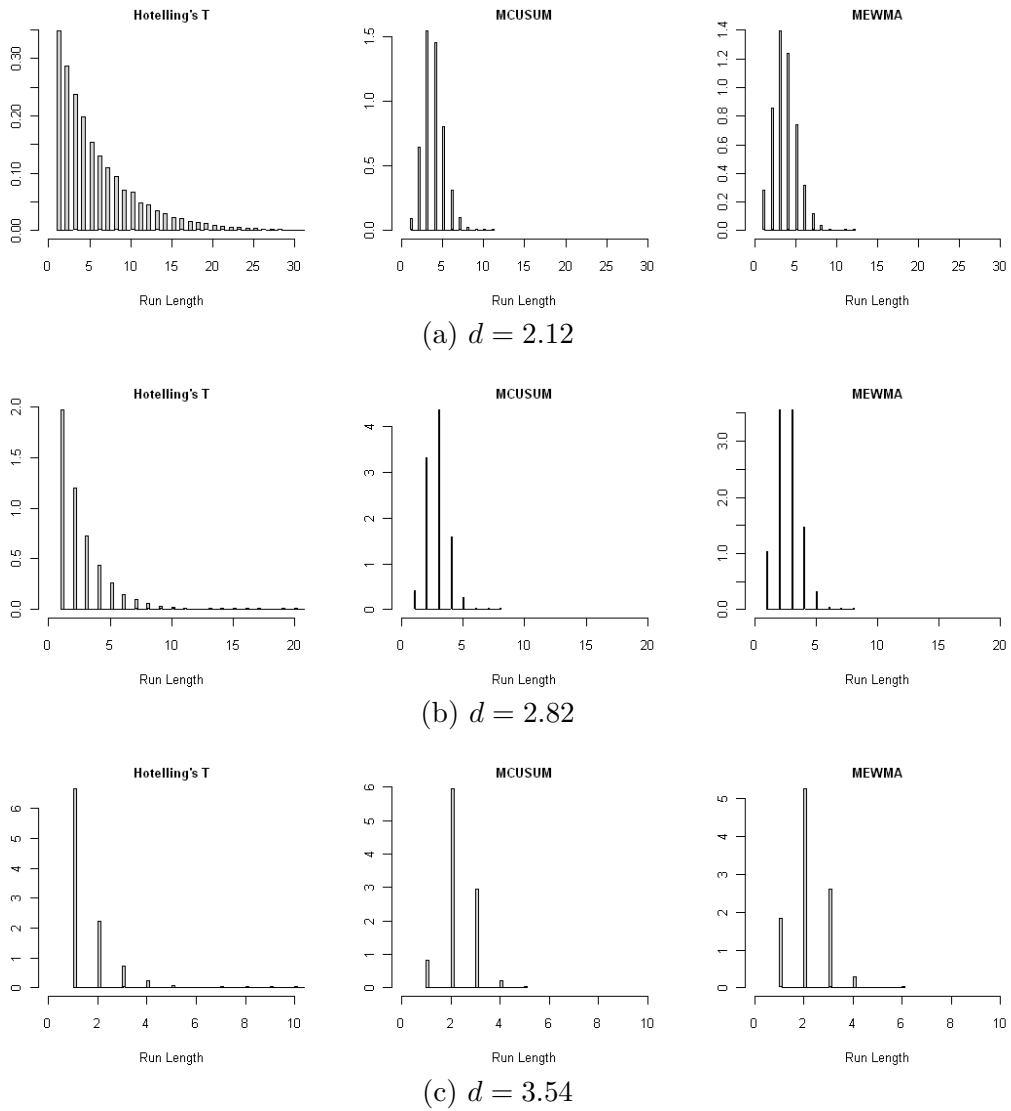 Hotelling's T
MCUSUM
MEWMA
0.00 0.10 0.20 0.30
0.0 0.5 1.0 1.5
0.0 0.2 0.4 0.6 0.8 1.0 1.2 1.4
0 5 10 15 20 25 30
0 5 10 15 20 25 30
0 5 10 15 20 25 30
Run Length
Run Length
Run Length
(a) d = 2.12
Hotelling's T
MCUSUM
MEWMA
0.0 0.5 1.0 1.5 2.0
0 1 2 3 4
0.0 1.0 2.0 3.0
0 5 10 15 20
0 5 10 15 20
0 5 10 15 20
Run Length
Run Length
Run Length
(b) d = 2.82
Hotelling's T
MCUSUM
MEWMA
0 1 2 3 4 5 6
0 1 2 3 4 5 6
0 1 2 3 4 5
0 2 4 6 8 10
0 2 4 6 8 10
0 2 4 6 8 10
Run Length
Run Length
Run Length
(c) d = 3.54